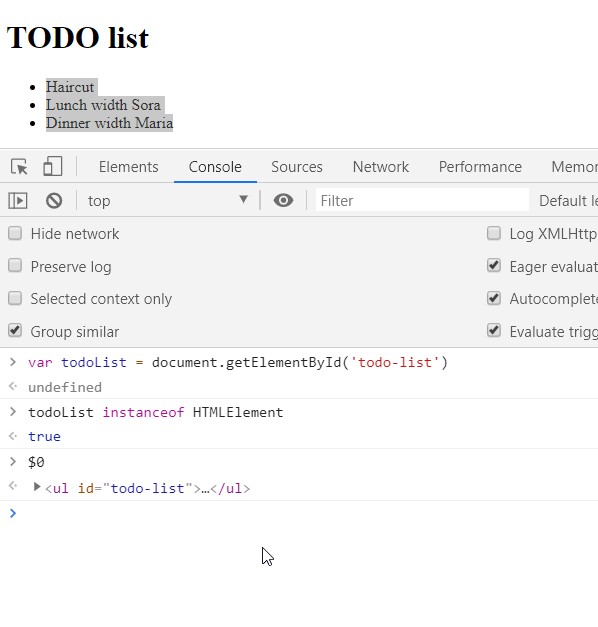 TODO list
Haircut
Lunch width Sora
Dinner width Maria
Elements Console Sources Network Performance Memor
top Filter Default le
Hide network Log XMLHttp
Preserve log Eager evaluat
Selected context only Autocomplete
Group similar Evaluate trigg
> var todoList = document.getElementById('todo-list')
undefined
> todoList instanceof HTMLElement
true
> $0
<ul id="todo-list">…</ul>
>